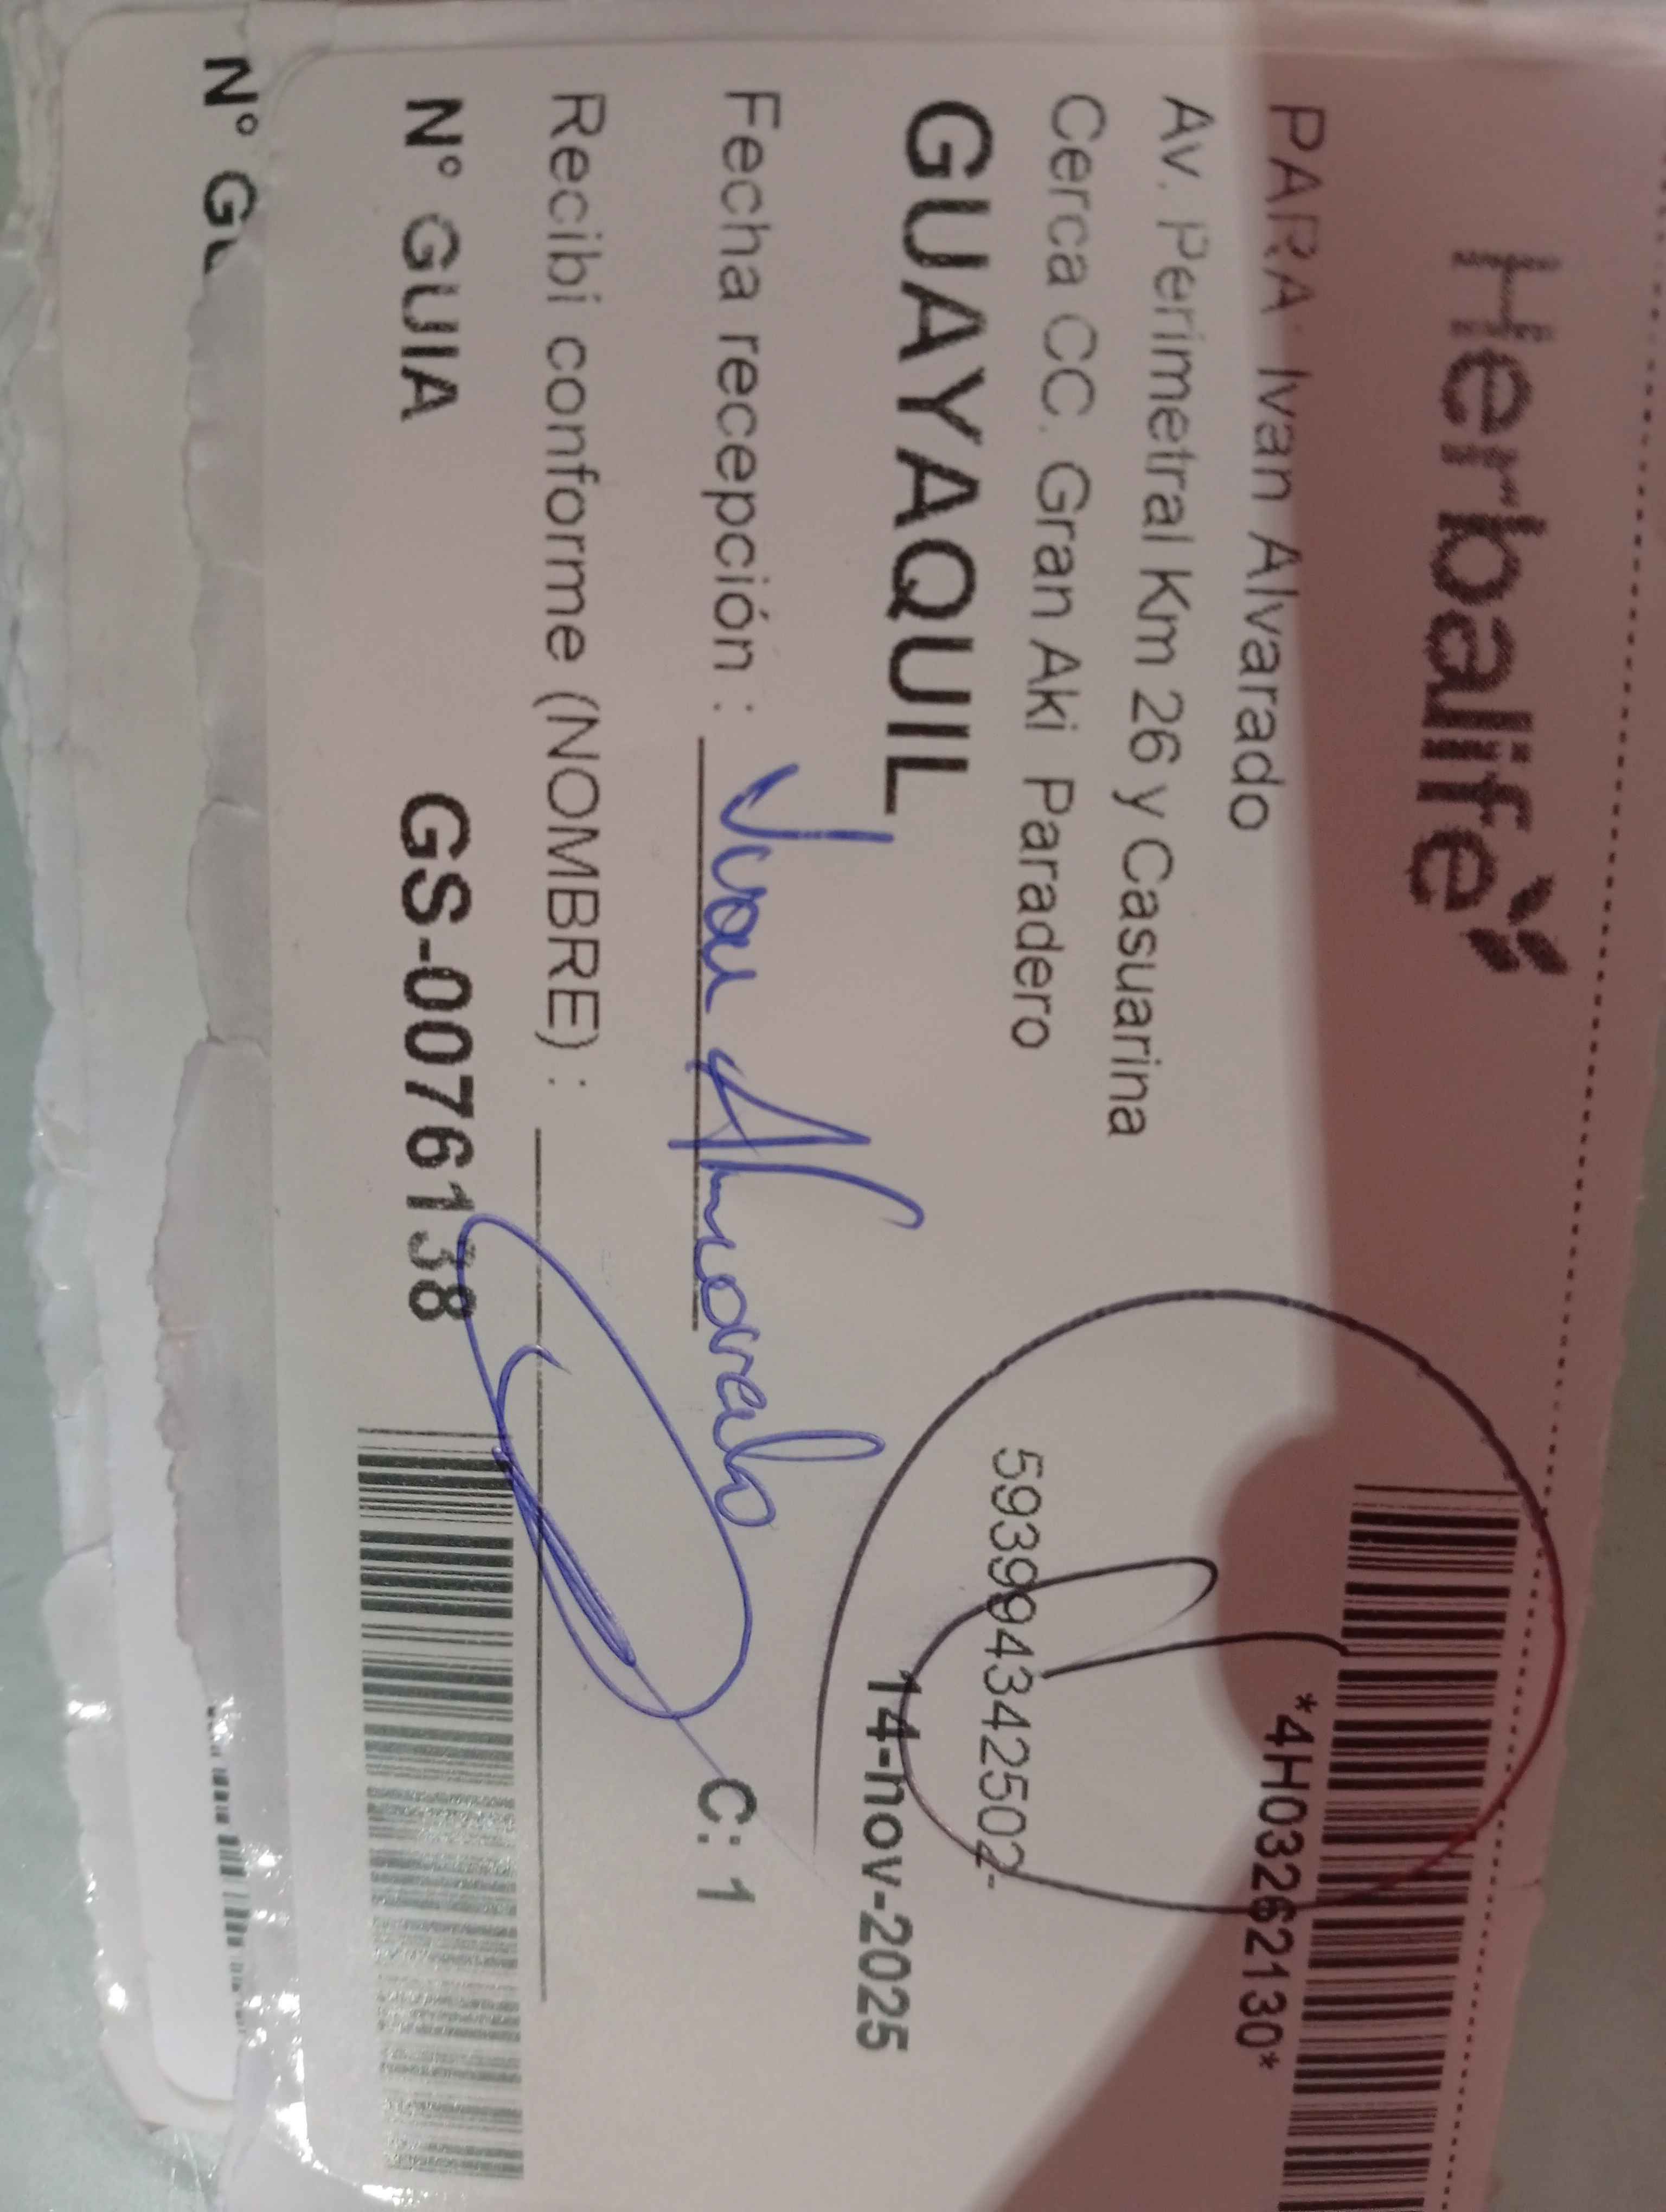 Herbalife
*4H03262130*
PARA: Ivan Alvarado
Av. Perimetral Km 26 y Casuarina
Cerca CC. Gran Aki Paradero
593994342502-
GUAYAQUIL
14-nov-2025
Fecha recepción : Ivan Alvarado
C: 1
Recibi conforme (NOMBRE) :
N° GUIA GS-0076138
N°